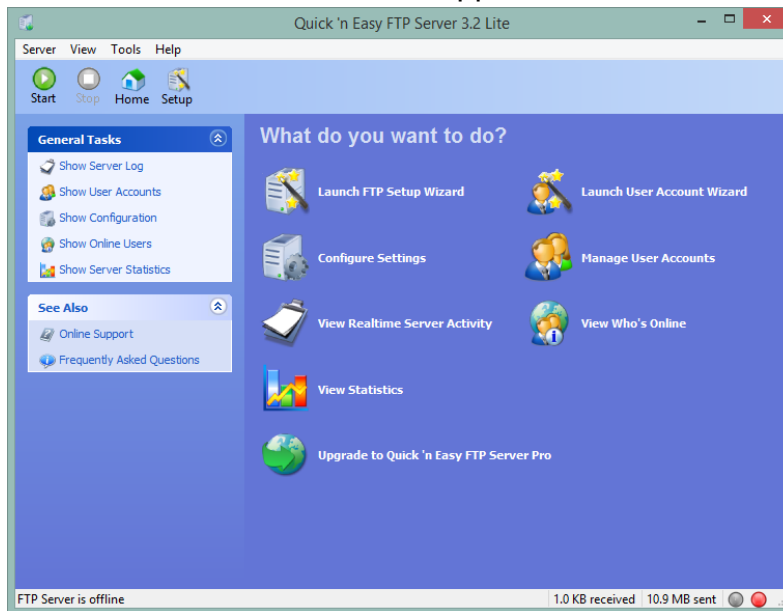 Quick 'n Easy FTP Server 3.2 Lite
Server View Tools Help
Start Stop Home Setup
General Tasks
Show Server Log
Show User Accounts
Show Configuration
Show Online Users
Show Server Statistics
See Also
Online Support
Frequently Asked Questions
What do you want to do?
Launch FTP Setup Wizard
Launch User Account Wizard
Configure Settings
Manage User Accounts
View Realtime Server Activity
View Who's Online
View Statistics
Upgrade to Quick 'n Easy FTP Server Pro
FTP Server is offline
1.0 KB received 10.9 MB sent